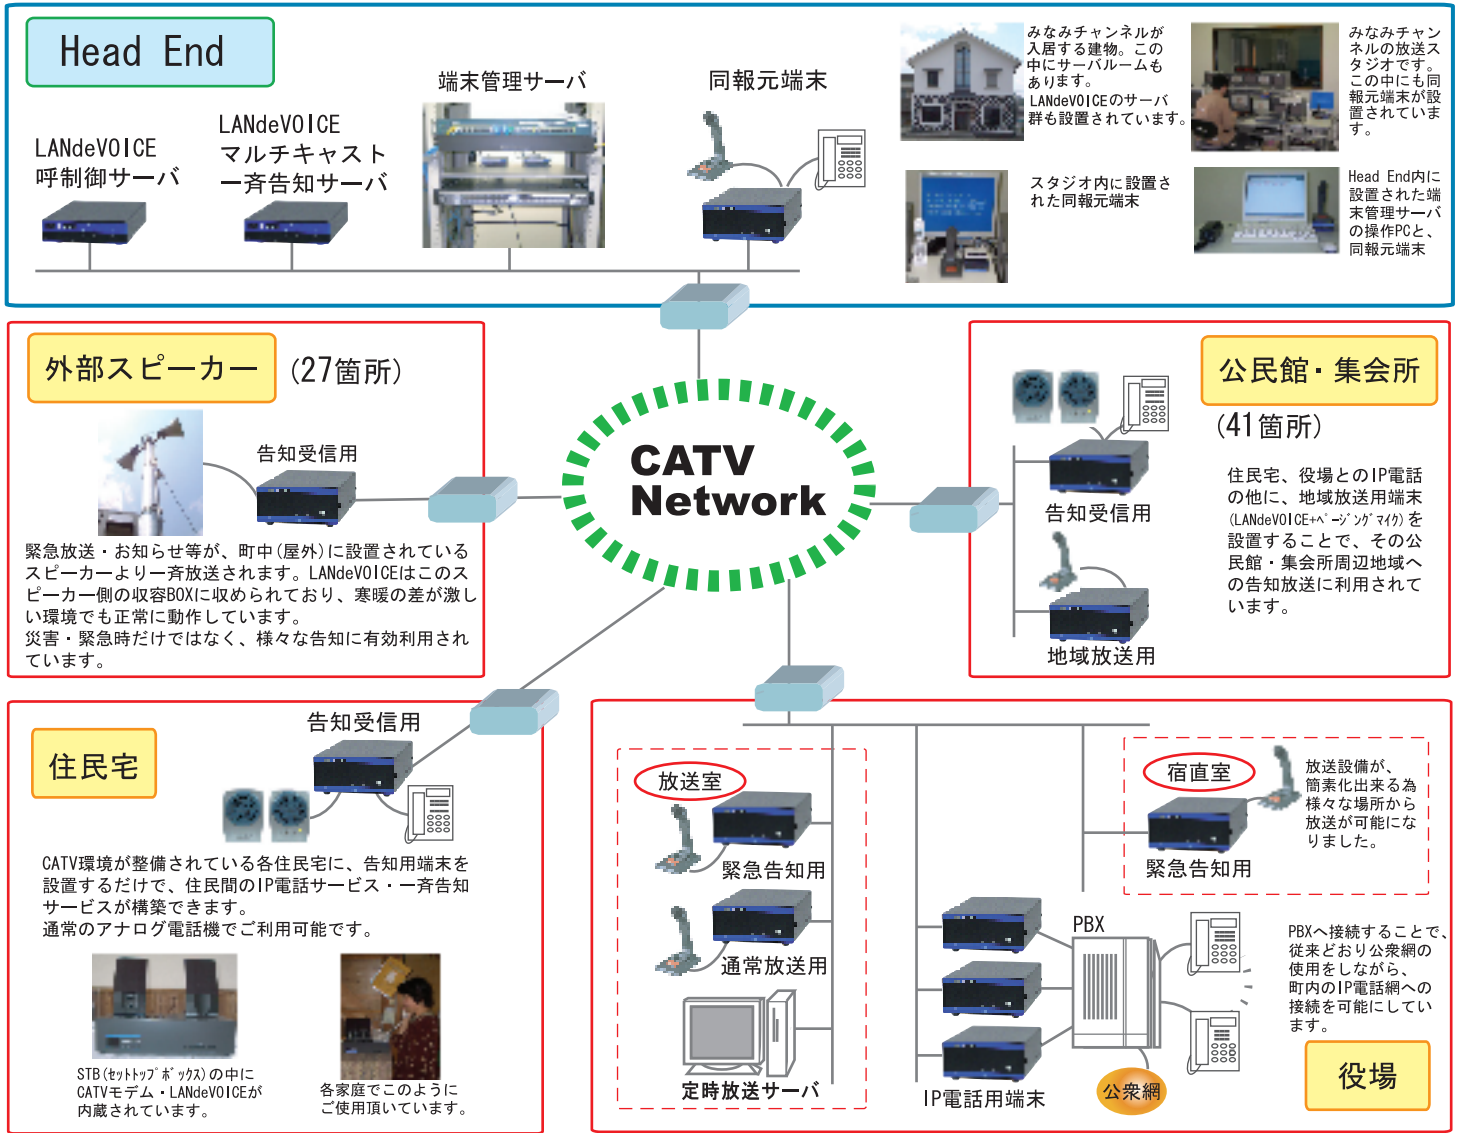 Head End
LANdeVOICE
呼制御サーバ
LANdeVOICE
マルチキャスト
一斉告知サーバ
端末管理サーバ
同報元端末
みなみチャンネルが
入居する建物。この
中にサーバルームも
あります。
LANdeVOICEのサーバ
群も設置されています。
みなみチャン
ネルの放送ス
タジオです。
この中にも同
報元端末が設
置されていま
す。
スタジオ内に設置さ
れた同報元端末
Head End内に
設置された端
末管理サーバ
の操作PCと、
同報元端末
外部スピーカー
(27箇所)
告知受信用
緊急放送・お知らせ等が、町中(屋外)に設置されている
スピーカーより一斉放送されます。LANdeVOICEはこのス
ピーカー側の収容BOXに収められており、寒暖の差が激し
い環境でも正常に動作しています。
災害・緊急時だけではなく、様々な告知に有効利用され
ています。
CATV
Network
公民館・集会所
(41箇所)
告知受信用
地域放送用
住民宅、役場とのIP電話
の他に、地域放送用端末
(LANdeVOICE+ﾍﾟｰｼﾞﾝｸﾞﾏｲｸ)を
設置することで、その公
民館・集会所周辺地域へ
の告知放送に利用されて
います。
住民宅
告知受信用
CATV環境が整備されている各住民宅に、告知用端末を
設置するだけで、住民間のIP電話サービス・一斉告知
サービスが構築できます。
通常のアナログ電話機でご利用可能です。
STB(ｾｯﾄﾄｯﾌﾟﾎﾞｯｸｽ)の中に
CATVモデム・LANdeVOICEが
内蔵されています。
各家庭でこのように
ご使用頂いています。
放送室
緊急告知用
通常放送用
定時放送サーバ
宿直室
緊急告知用
放送設備が、
簡素化出来る為
様々な場所から
放送が可能にな
りました。
IP電話用端末
PBX
公衆網
PBXへ接続することで、
従来どおり公衆網の
使用をしながら、
町内のIP電話網への
接続を可能にしてい
ます。
役場